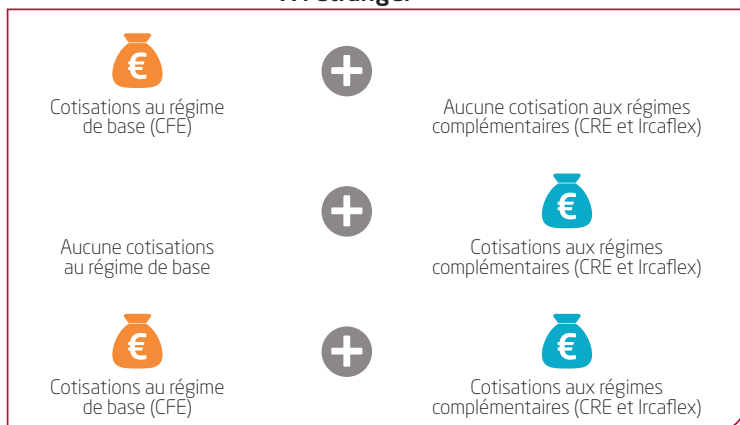 Cotisations au régime
de base (CFE)
Aucune cotisation aux régimes
complémentaires (CRE et Ircaflex)
Aucune cotisations
au régime de base
Cotisations aux régimes
complémentaires (CRE et Ircaflex)
Cotisations au régime
de base (CFE)
Cotisations aux régimes
complémentaires (CRE et Ircaflex)